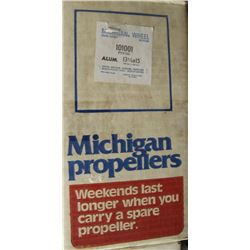 MICHIGAN WHEEL
101001
ALUM. 13¼x15
Michigan
propellers
Weekends last
longer when you
carry a spare
propeller.